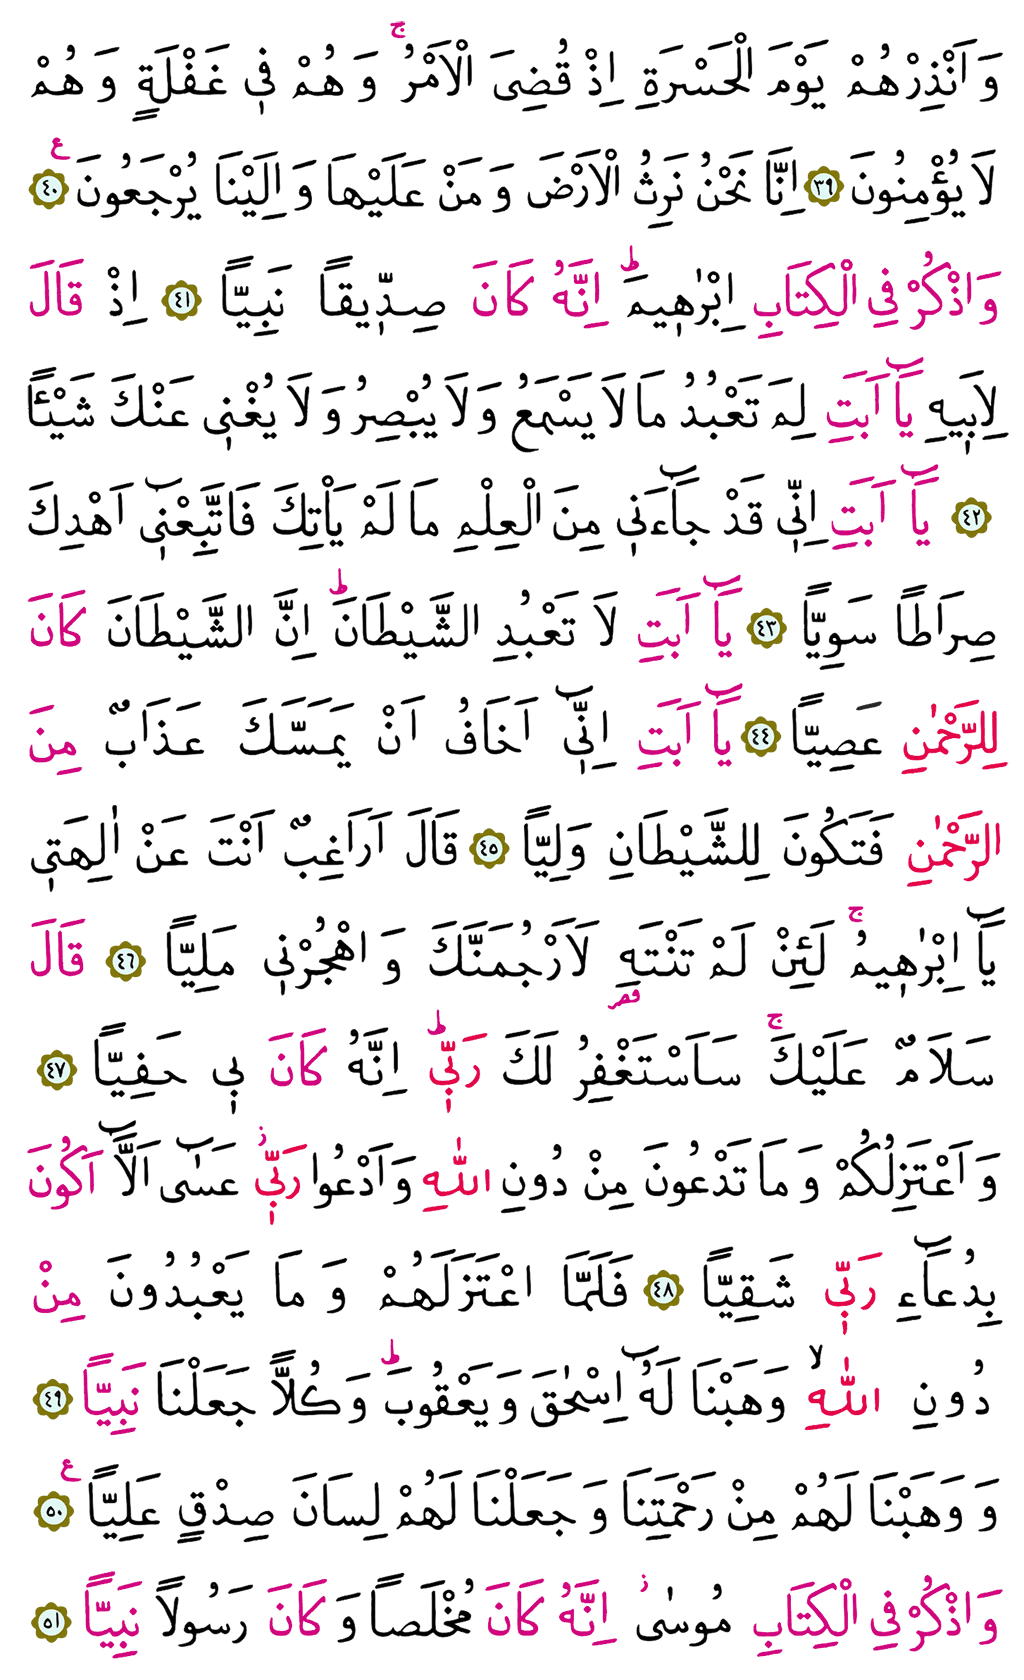 وَاَنْذِرْهُمْ يَوْمَ الْحَسْرَةِ اِذْ قُضِىَ الْاَمْرُۚ وَهُمْ ف۪ي غَفْلَةٍ وَهُمْ
لَا يُؤْمِنُونَ ﴿٣٩﴾ اِنَّا نَحْنُ نَرِثُ الْاَرْضَ وَمَنْ عَلَيْهَا وَاِلَيْنَا يُرْجَعُونَ ﴿٤٠﴾ ع
وَاذْكُرْ فِي الْكِتَابِ اِبْرٰه۪يمَۜ اِنَّهُ كَانَ صِدّ۪يقًا نَبِيًّا ﴿٤١﴾ اِذْ قَالَ
لِاَب۪يهِ يَٓا اَبَتِ لِمَ تَعْبُدُ مَا لَا يَسْمَعُ وَلَا يُبْصِرُ وَلَا يُغْن۪ي عَنْكَ شَيْـًٔا
﴿٤٢﴾ يَٓا اَبَتِ اِنّ۪ي قَدْ جَٓاءَن۪ي مِنَ الْعِلْمِ مَا لَمْ يَأْتِكَ فَاتَّبِعْن۪ٓي اَهْدِكَ
صِرَاطًا سَوِيًّا ﴿٤٣﴾ يَٓا اَبَتِ لَا تَعْبُدِ الشَّيْطَانَۜ اِنَّ الشَّيْطَانَ كَانَ
لِلرَّحْمٰنِ عَصِيًّا ﴿٤٤﴾ يَٓا اَبَتِ اِنّ۪ٓي اَخَافُ اَنْ يَمَسَّكَ عَذَابٌ مِنَ
الرَّحْمٰنِ فَتَكُونَ لِلشَّيْطَانِ وَلِيًّا ﴿٤٥﴾ قَالَ اَرَاغِبٌ اَنْتَ عَنْ اٰلِهَت۪ي
يَٓا اِبْرٰه۪يمُۚ لَئِنْ لَمْ تَنْتَهِ لَاَرْجُمَنَّكَ وَاهْجُرْن۪ي مَلِيًّا ﴿٤٦﴾ قَالَ
سَلَامٌ عَلَيْكَۚ سَاَسْتَغْفِرُ لَكَ رَبّ۪يۜ اِنَّهُ كَانَ ب۪ي حَفِيًّا ﴿٤٧﴾
وَاَعْتَزِلُكُمْ وَمَا تَدْعُونَ مِنْ دُونِ اللّٰهِ وَاَدْعُوا رَبّ۪يۘ عَسٰٓى اَلَّٓا اَكُونَ
بِدُعَٓاءِ رَبّ۪ي شَقِيًّا ﴿٤٨﴾ فَلَمَّا اعْتَزَلَهُمْ وَمَا يَعْبُدُونَ مِنْ
دُونِ اللّٰهِۙ وَهَبْنَا لَهُٓ اِسْحٰقَ وَيَعْقُوبَۜ وَكُلًّا جَعَلْنَا نَبِيًّا ﴿٤٩﴾
وَوَهَبْنَا لَهُمْ مِنْ رَحْمَتِنَا وَجَعَلْنَا لَهُمْ لِسَانَ صِدْقٍ عَلِيًّا ﴿٥٠﴾ ع
وَاذْكُرْ فِي الْكِتَابِ مُوسٰىۘ اِنَّهُ كَانَ مُخْلَصًا وَكَانَ رَسُولًا نَبِيًّا ﴿٥١﴾